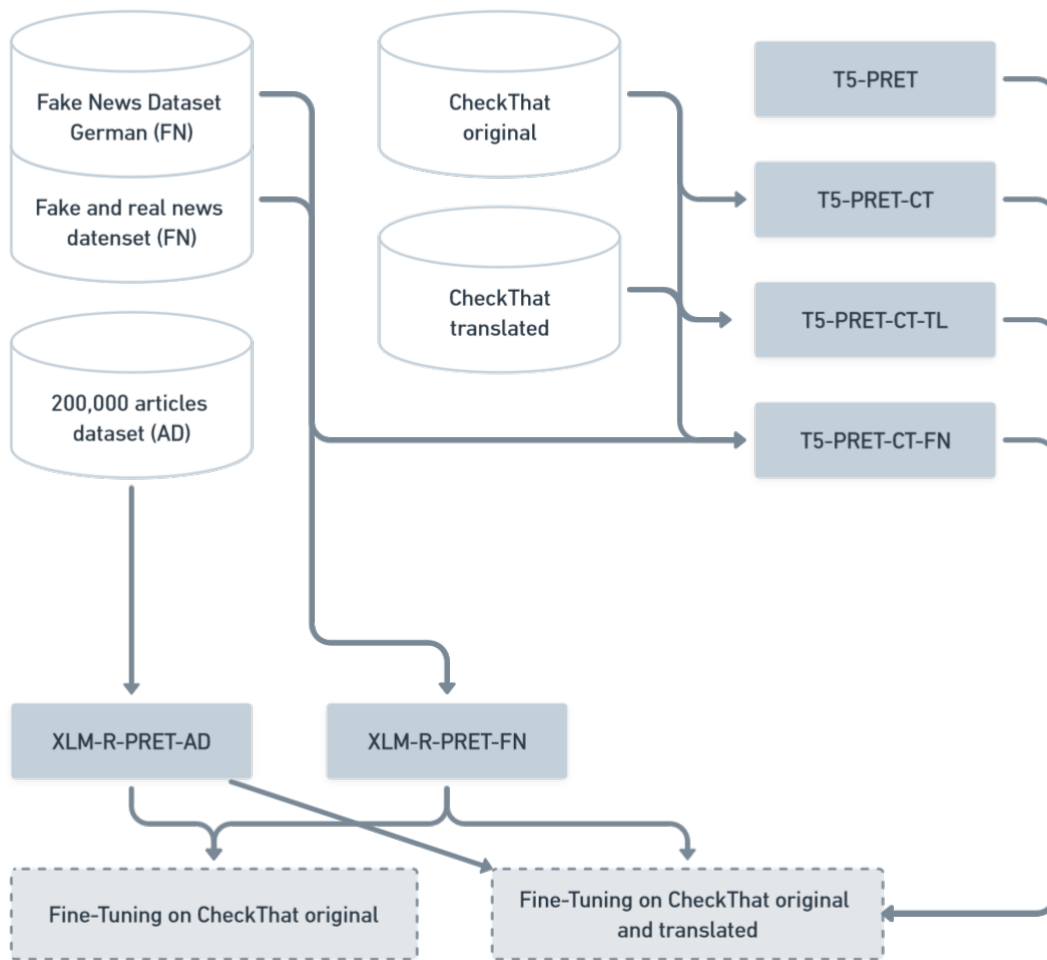 Fake News Dataset
German (FN)
Fake and real news
datenset (FN)
200,000 articles
dataset (AD)
CheckThat
original
CheckThat
translated
T5-PRET
T5-PRET-CT
T5-PRET-CT-TL
T5-PRET-CT-FN
XLM-R-PRET-AD
XLM-R-PRET-FN
Fine-Tuning on CheckThat original
Fine-Tuning on CheckThat original
and translated